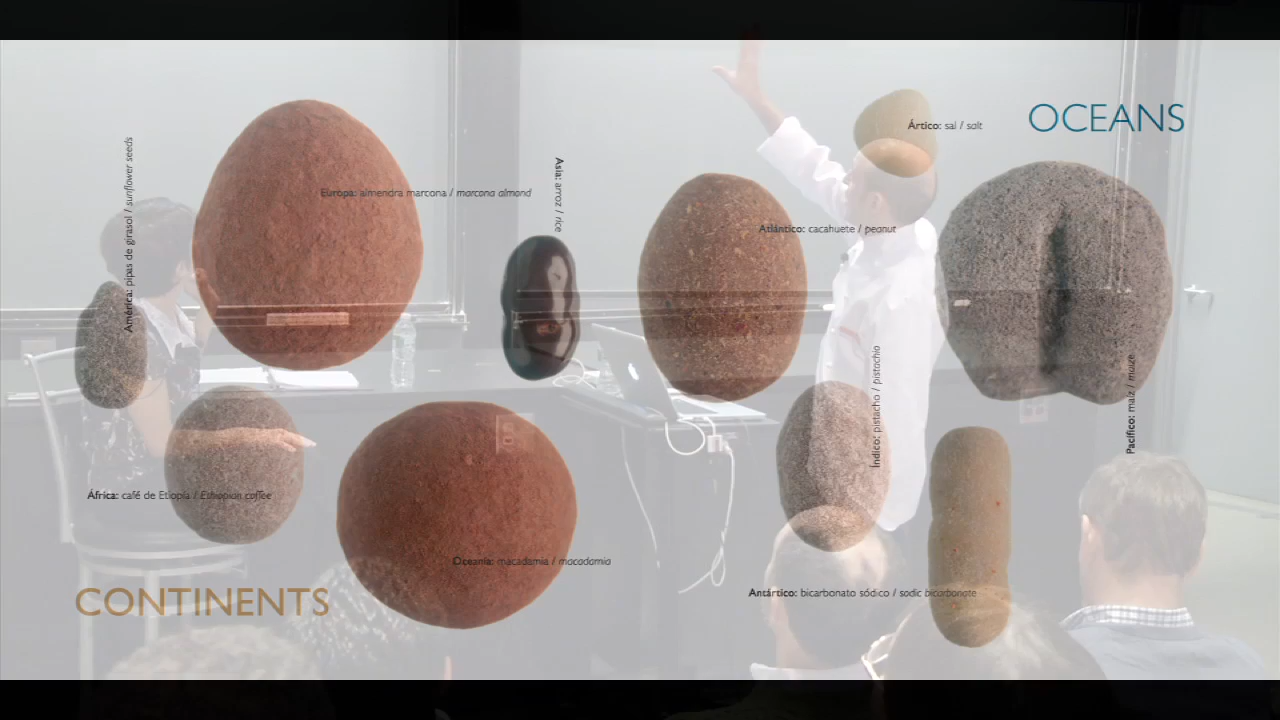 OCEANS
Ártico: sal / salt
América: pipas de girasol / sunflower seeds
Europa: almendra marcona / marcona almond
Asia: arroz / rice
Atlántico: cacahuete / peanut
Índico: pistacho / pistachio
Pacífico: maíz / maize
África: café de Etiopía / Ethiopian coffee
Oceanía: macadamia / macadamia
Antártico: bicarbonato sódico / sodic bicarbonate
CONTINENTS